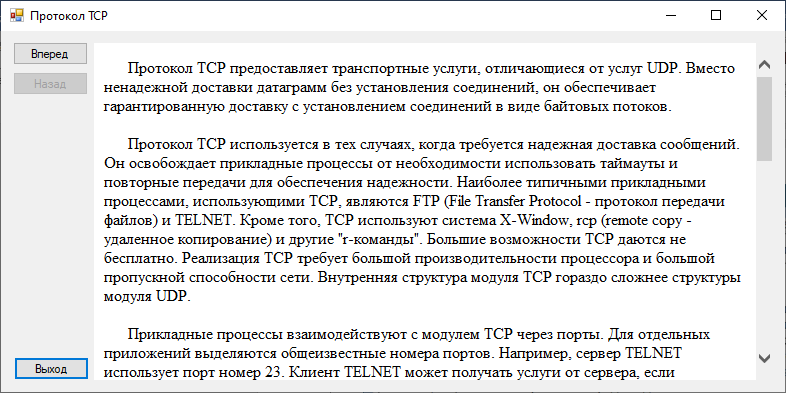 Протокол TCP
Вперед
Назад
Протокол TCP предоставляет транспортные услуги, отличающиеся от услуг UDP. Вместо
ненадежной доставки датаграмм без установления соединений, он обеспечивает
гарантированную доставку с установлением соединений в виде байтовых потоков.
Протокол TCP используется в тех случаях, когда требуется надежная доставка сообщений.
Он освобождает прикладные процессы от необходимости использовать таймауты и
повторные передачи для обеспечения надежности. Наиболее типичными прикладными
процессами, использующими TCP, являются FTP (File Transfer Protocol - протокол передачи
файлов) и TELNET. Кроме того, TCP используют система X-Window, rcp (remote copy -
удаленное копирование) и другие "r-команды". Большие возможности TCP даются не
бесплатно. Реализация TCP требует большой производительности процессора и большой
пропускной способности сети. Внутренняя структура модуля TCP гораздо сложнее структуры
модуля UDP.
Прикладные процессы взаимодействуют с модулем TCP через порты. Для отдельных
приложений выделяются общеизвестные номера портов. Например, сервер TELNET
использует порт номер 23. Клиент TELNET может получать услуги от сервера, если
Выход